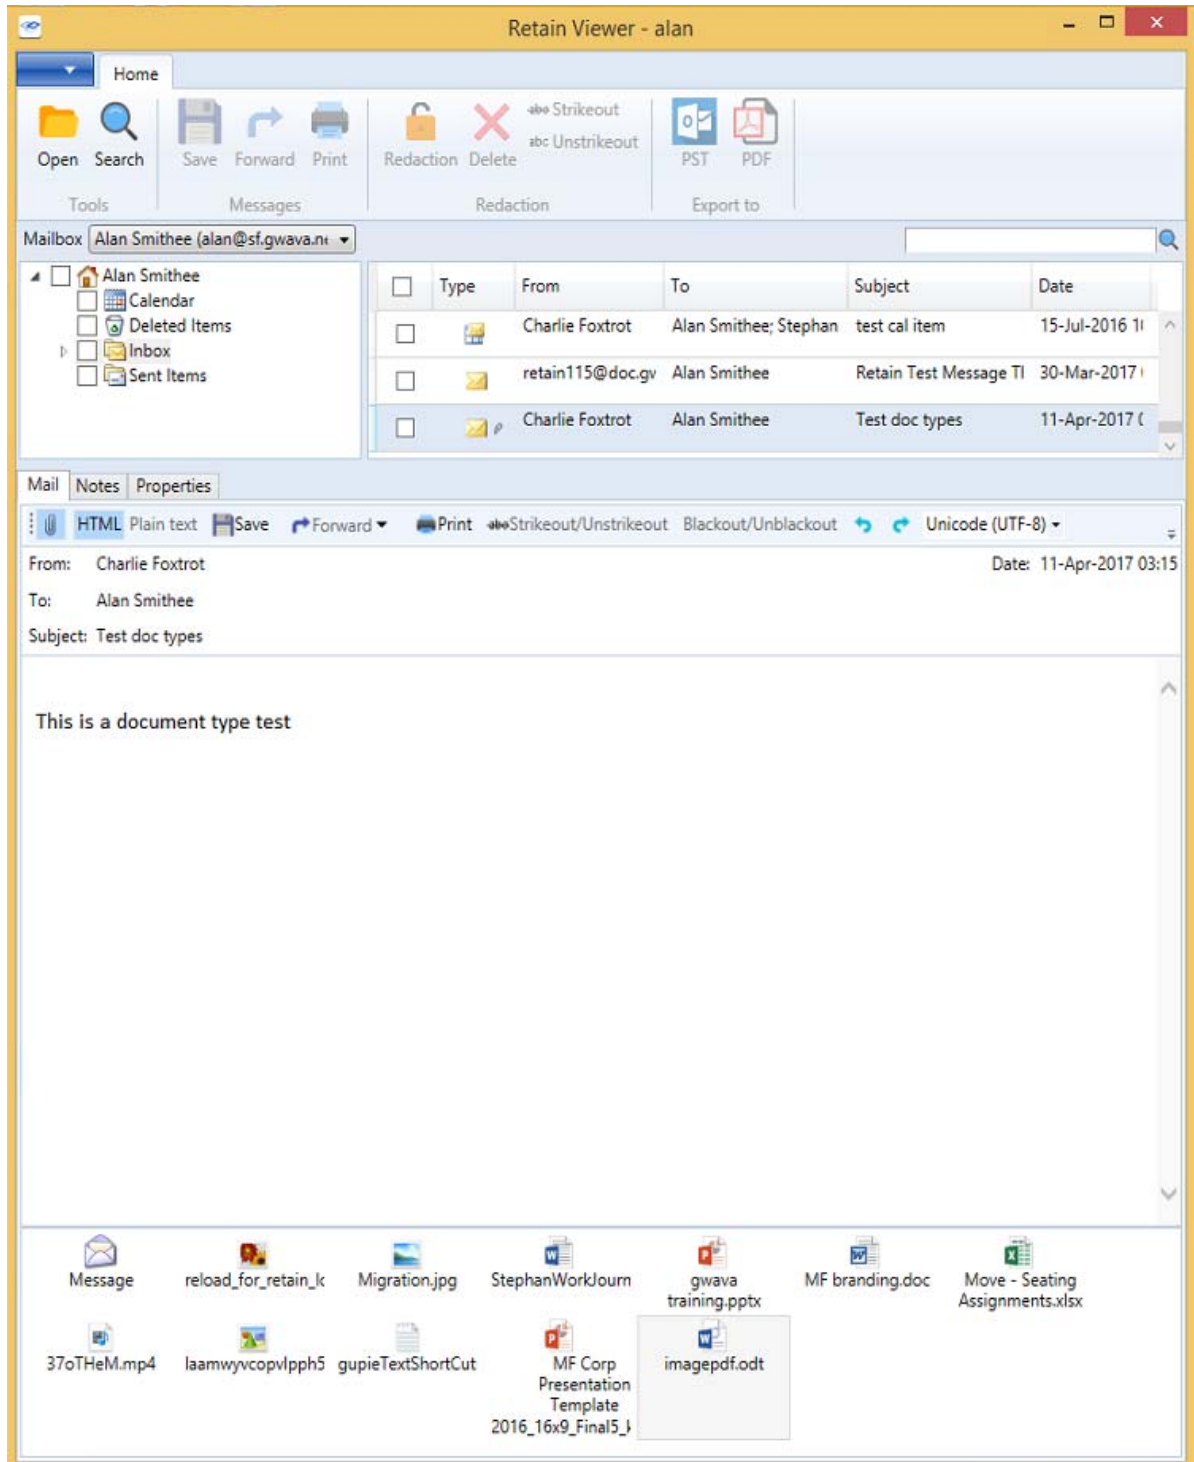 Retain Viewer - alan
Home
Open Search Save Forward Print Redaction Delete abc Strikeout abc Unstrikeout PST PDF
Tools Messages Redaction Export to
Mailbox Alan Smithee (alan@sf.gwava.ne
Alan Smithee
Calendar
Deleted Items
Inbox
Sent Items
Type From To Subject Date
Charlie Foxtrot Alan Smithee; Stephan test cal item 15-Jul-2016 1
retain115@doc.gv Alan Smithee Retain Test Message 30-Mar-2017
Charlie Foxtrot Alan Smithee Test doc types 11-Apr-2017
Mail Notes Properties
HTML Plain text Save Forward Print abc Strikeout/Unstrikeout Blackout/Unblackout Unicode (UTF-8)
From: Charlie Foxtrot Date: 11-Apr-2017 03:15
To: Alan Smithee
Subject: Test doc types
This is a document type test
Message reload_for_retain_lc Migration.jpg StephanWorkJourn gwava MF branding.doc Move - Seating
training.pptx Assignments.xlsx
37oTHeM.mp4 laamwyvcopvlpph5 gupieTextShortCut MF Corp imagepdf.odt
Presentation
Template
2016_16x9_Final5_